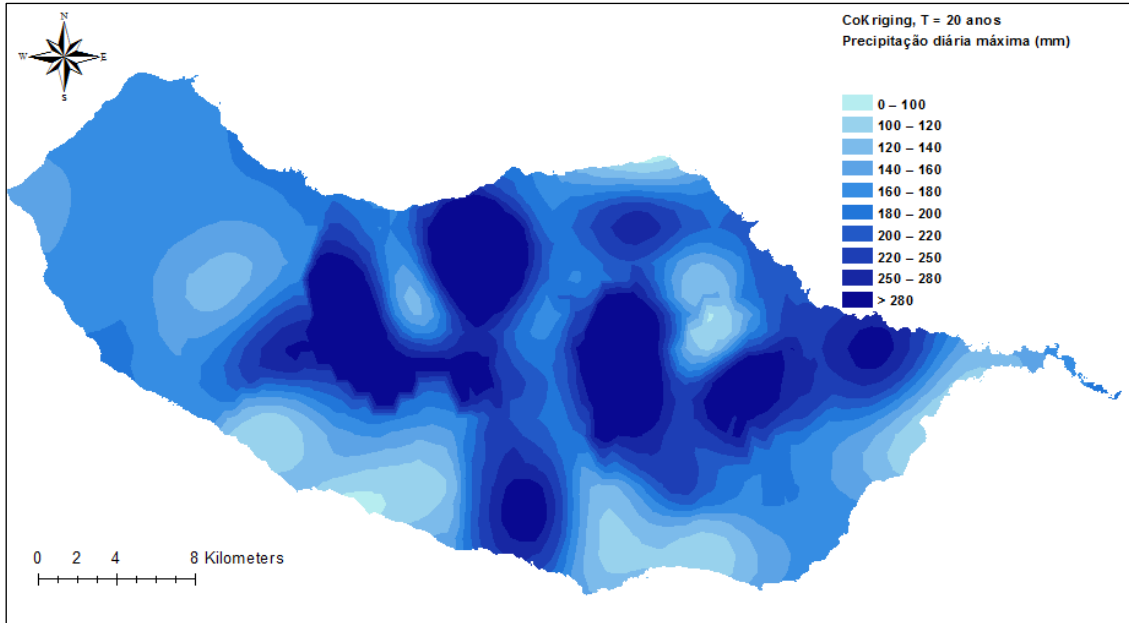 N
W
E
S
CoKriging, T = 20 anos
Precipitação diária máxima (mm)
0 – 100
100 – 120
120 – 140
140 – 160
160 – 180
180 – 200
200 – 220
220 – 250
250 – 280
> 280
0 2 4 8 Kilometers